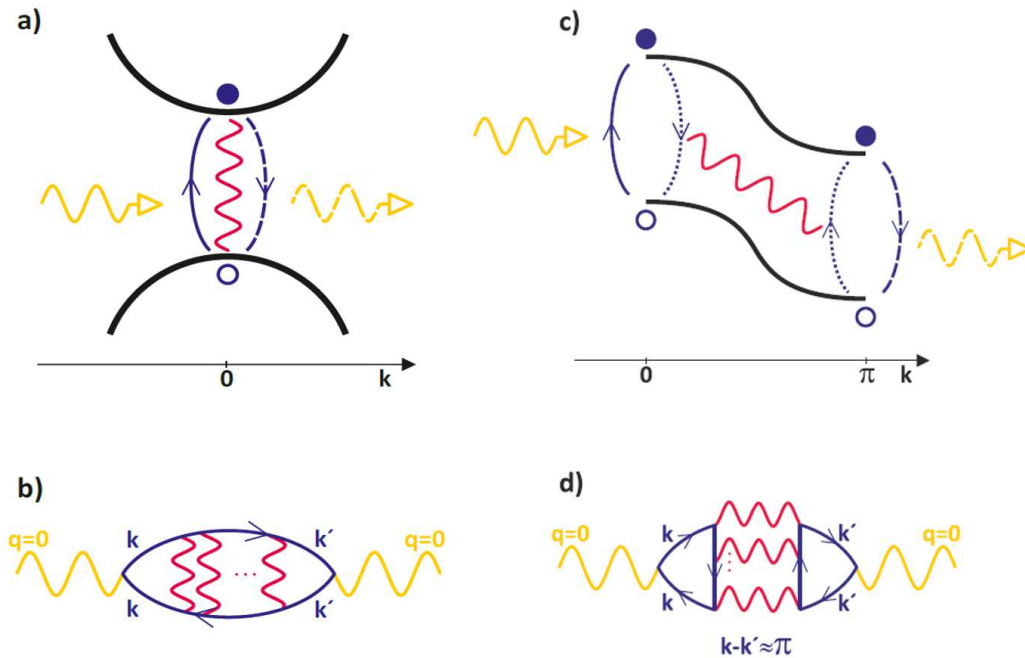 a)
0
k
c)
0
π
k
b)
q=0
k
k
k´
k´
q=0
...
d)
q=0
k
k
k´
k´
q=0
...
k-k´≈π